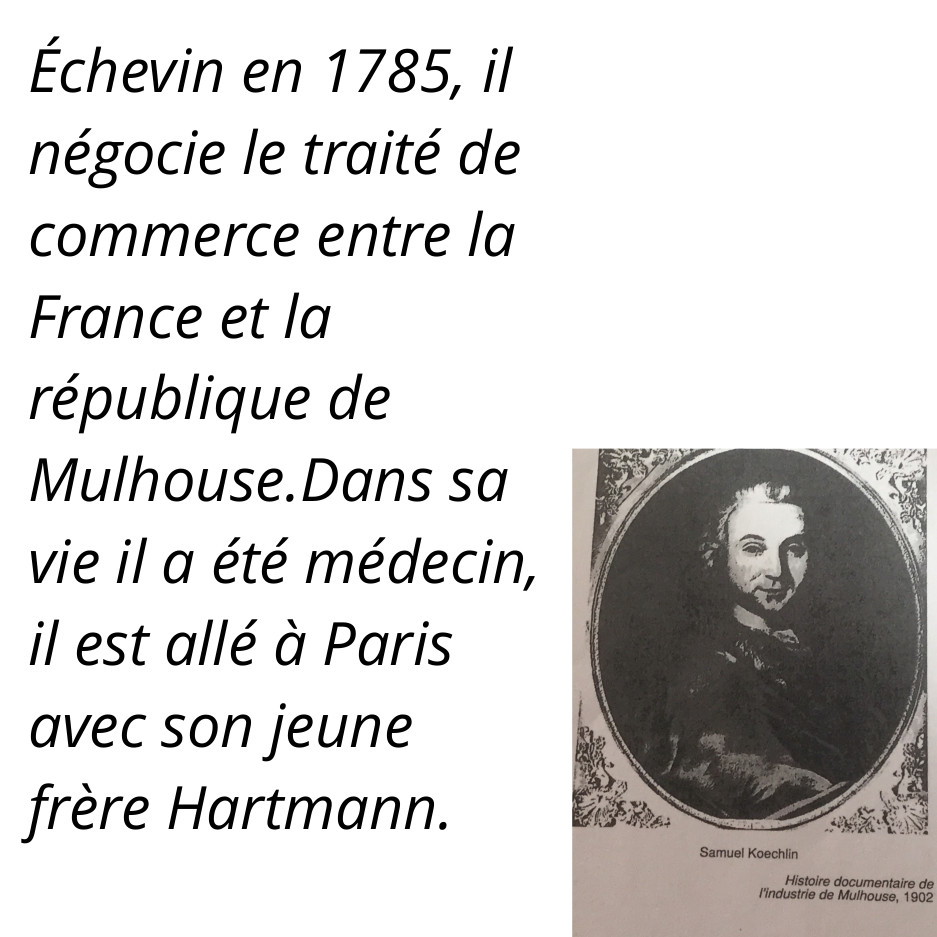 Échevin en 1785, il
négocie le traité de
commerce entre la
France et la
république de
Mulhouse.Dans sa
vie il a été médecin,
il est allé à Paris
avec son jeune
frère Hartmann.
Samuel Koechlin
Histoire documentaire de
l'industrie de Mulhouse, 1902